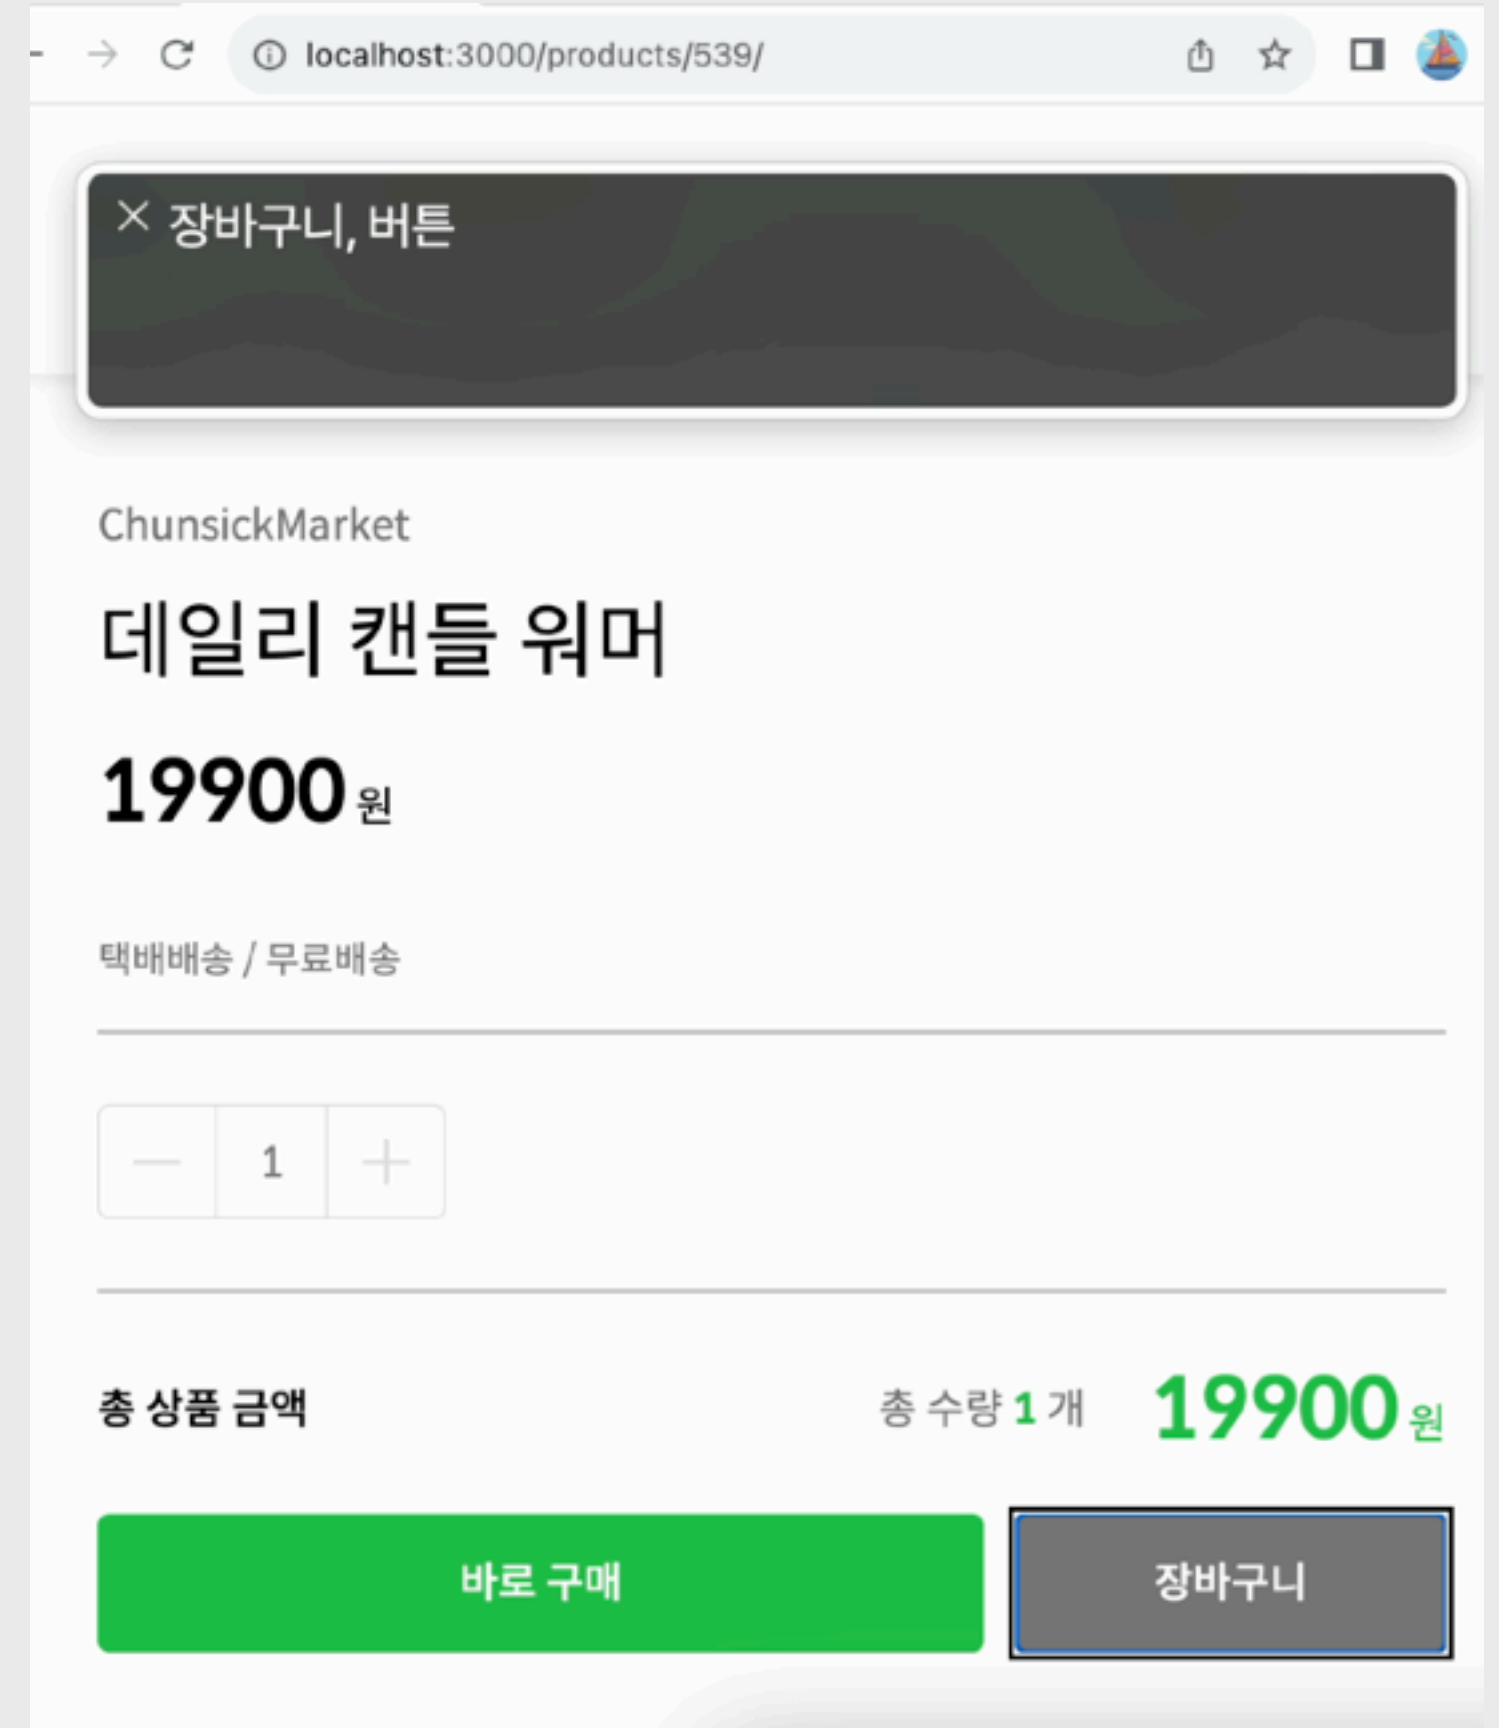 localhost:3000/products/539/
장바구니, 버튼
ChunsickMarket
데일리 캔들 워머
19900 원
택배배송 / 무료배송
1
총 상품 금액 총 수량 1 개 19900 원
바로 구매 장바구니